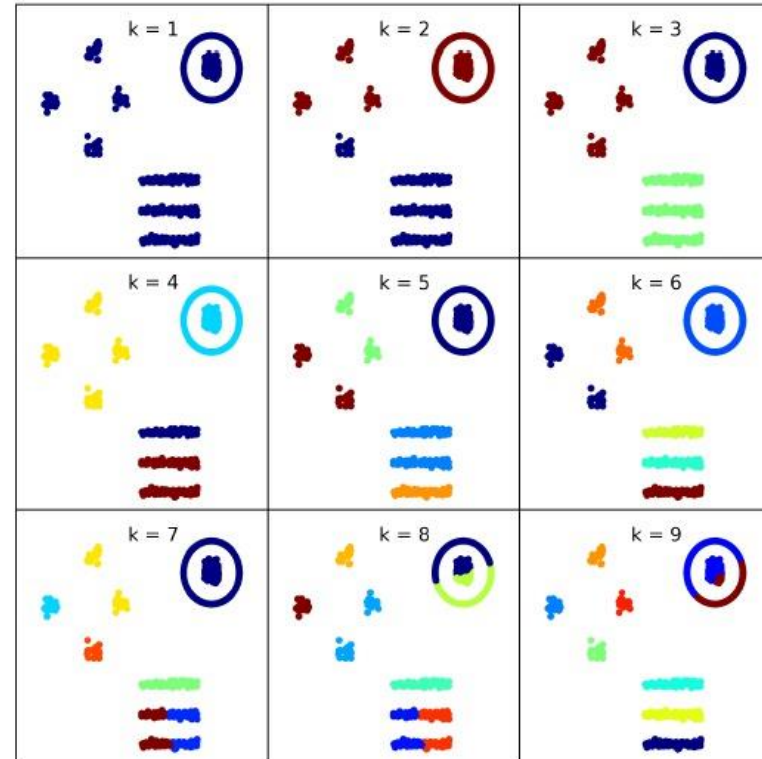 k = 1
k = 2
k = 3
k = 4
k = 5
k = 6
k = 7
k = 8
k = 9